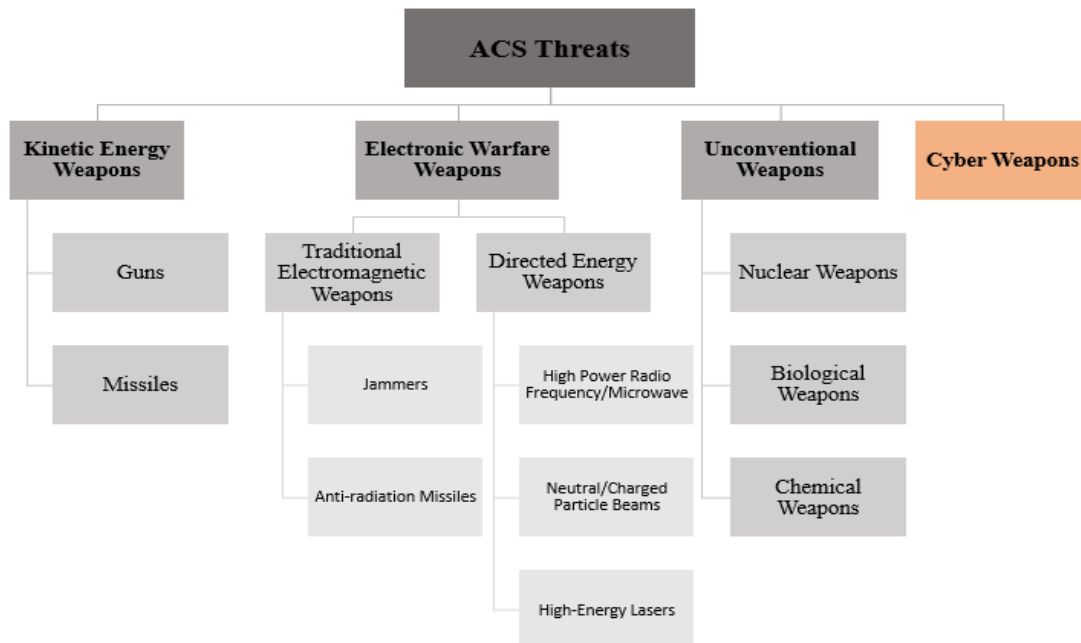 ACS Threats
Kinetic Energy
Weapons
Electronic Warfare
Weapons
Unconventional
Weapons
Cyber Weapons
Guns
Missiles
Traditional
Electromagnetic
Weapons
Jammers
Anti-radiation Missiles
Directed Energy
Weapons
High Power Radio
Frequency/Microwave
Neutral/Charged
Particle Beams
High-Energy Lasers
Nuclear Weapons
Biological
Weapons
Chemical
Weapons